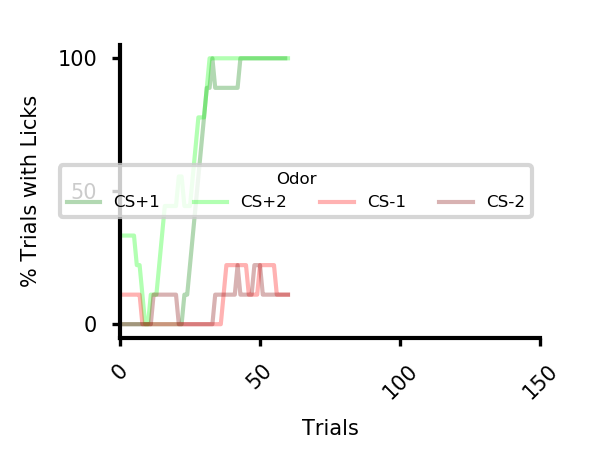 100
50
0
% Trials with Licks
Odor
CS+1 CS+2 CS-1 CS-2
0 50 100 150
Trials